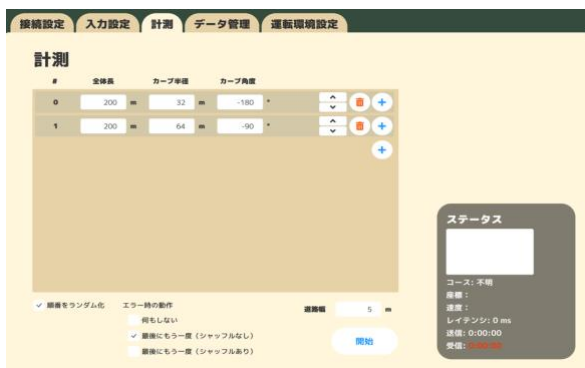 接続設定 入力設定 計測 データ管理 運転環境設定
計測
# 全体長 カーブ半径 カーブ角度
0 200 m 32 m -180 °
1 200 m 64 m -90 °
ステータス
コース: 不明
座標:
速度:
レイテンシ: 0 ms
送信: 0:00:00
受信: 0:00:00
順番をランダム化 エラー時の動作 道路幅 5 m
何もしない
最後にもう一度(シャッフルなし) 開始
最後にもう一度(シャッフルあり)